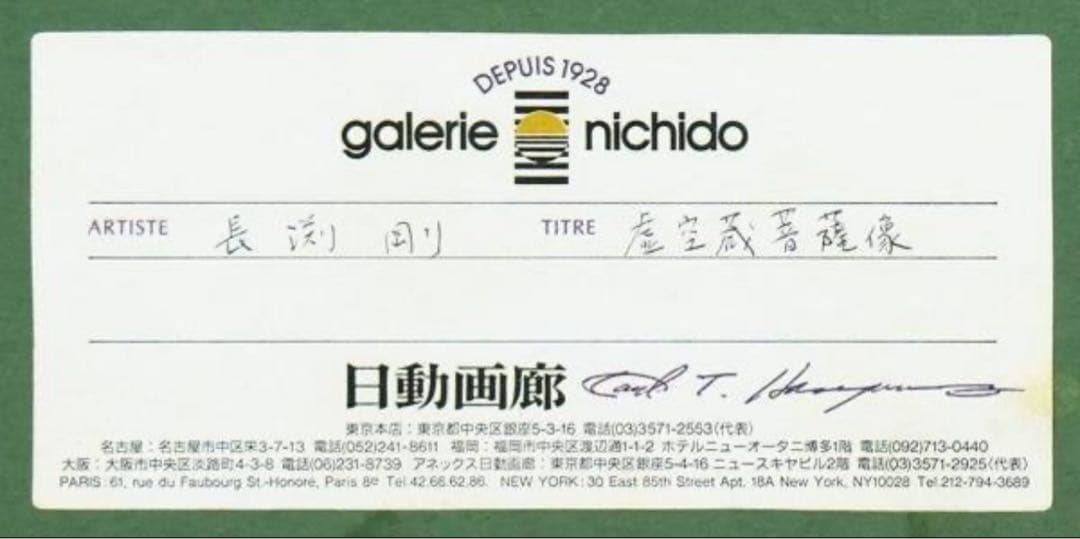 DEPUIS 1928
galerie nichido
ARTISTE 長渕 剛 TITRE 虚空蔵菩薩像
日動画廊
東京本店：東京都中央区銀座5-3-16 電話(03)3571-2553(代表)
名古屋：名古屋市中区栄3-7-13 電話(052)241-8611 福岡：福岡市中央区渡辺通1-1-2 ホテルニューオータニ博多1階 電話(092)713-0440
大阪：大阪市中央区淡路町4-3-8 電話(06)231-8739 アネックス日動画廊：東京都中央区銀座5-4-16 ニュースキヤビル2階 電話(03)3571-2925(代表)
PARIS: 61, rue du Faubourg St.-Honoré, Paris 8e Tel.42.66.62.86. NEW YORK: 30 East 85th Street Apt. 18A New York, NY10028 Tel.212-794-3689